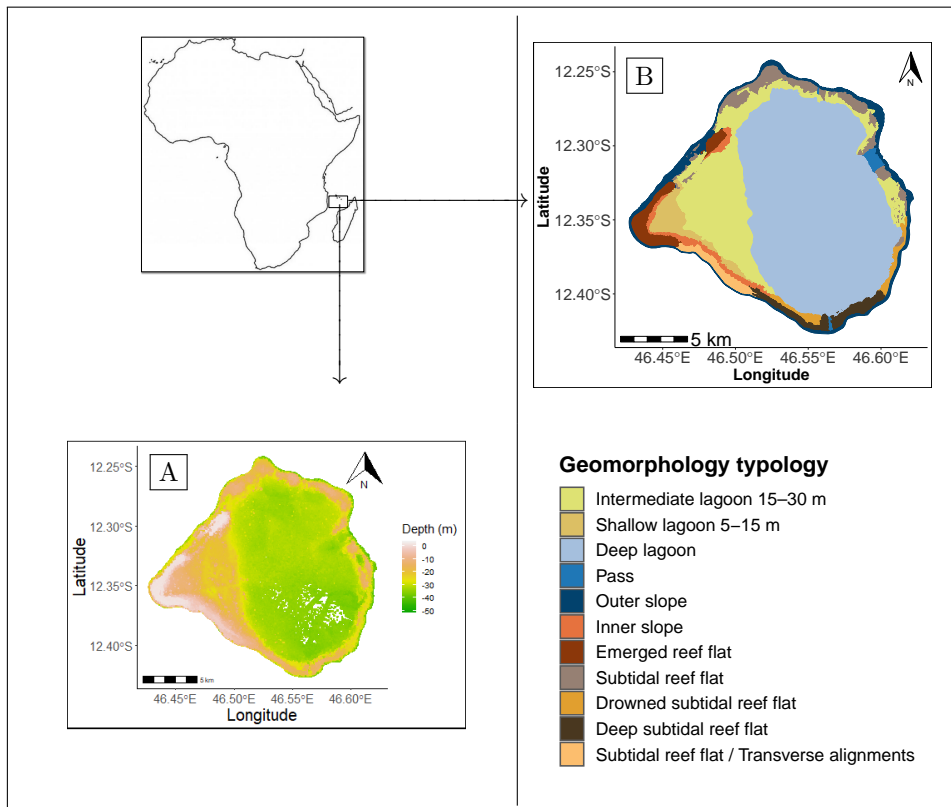 B
N
12.25°S
12.30°S
12.35°S
12.40°S
Latitude
5 km
46.45°E 46.50°E 46.55°E 46.60°E
Longitude
A
N
12.25°S
12.30°S
12.35°S
12.40°S
Latitude
Depth (m)
0
-10
-20
-30
-40
-50
5 km
46.45°E 46.50°E 46.55°E 46.60°E
Longitude
Geomorphology typology
Intermediate lagoon 15–30 m
Shallow lagoon 5–15 m
Deep lagoon
Pass
Outer slope
Inner slope
Emerged reef flat
Subtidal reef flat
Drowned subtidal reef flat
Deep subtidal reef flat
Subtidal reef flat / Transverse alignments